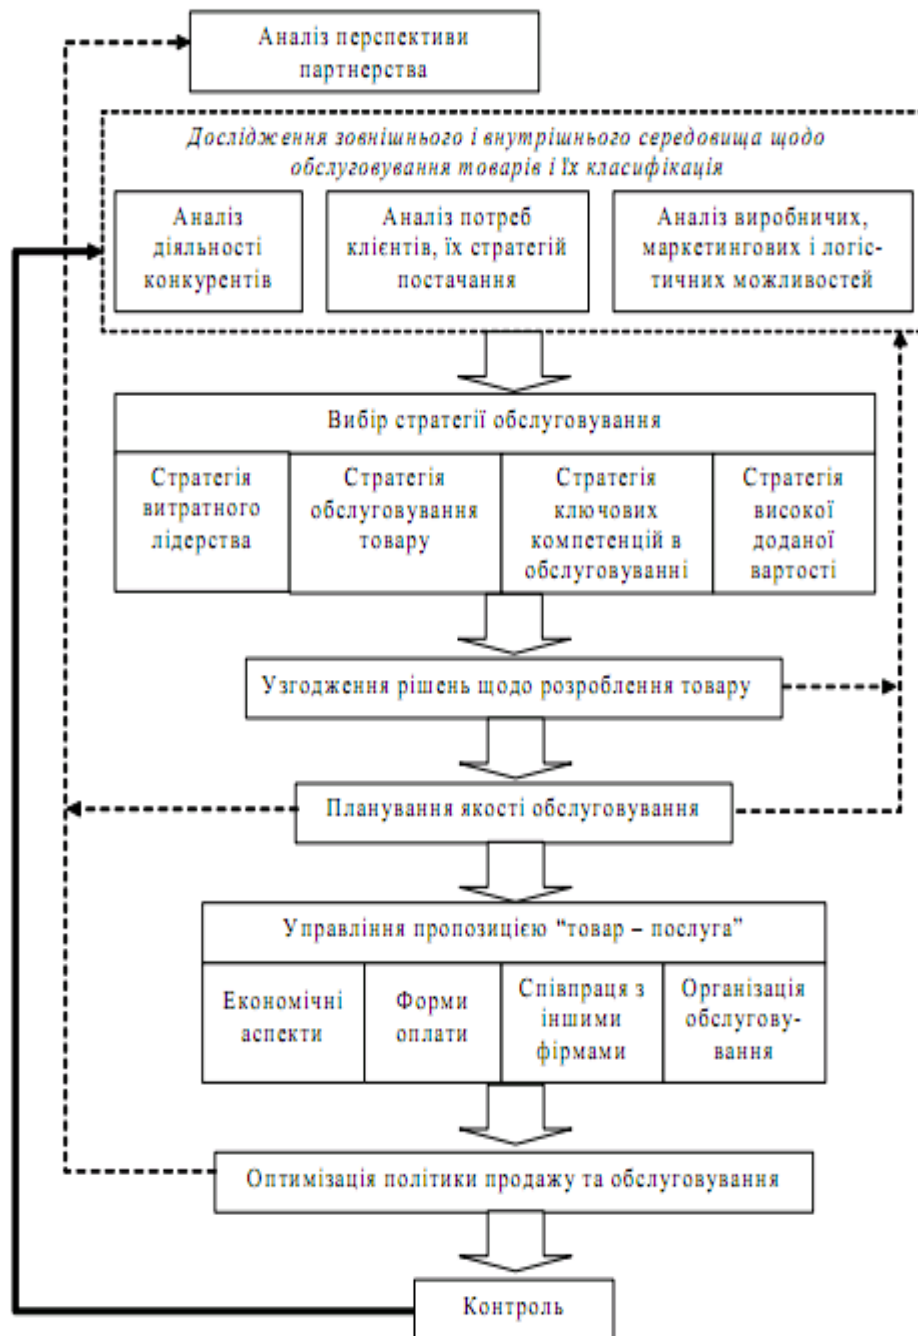 Аналіз перспективи
партнерства
Дослідження зовнішнього і внутрішнього середовища щодо
обслуговування товарів і їх класифікація
Аналіз
діяльності
конкурентів
Аналіз потреб
клієнтів, їх стратегій
постачання
Аналіз виробничих,
маркетингових і логіс-
тичних можливостей
Вибір стратегії обслуговування
Стратегія
витратного
лідерства
Стратегія
обслуговування
товару
Стратегія
ключових
компетенцій в
обслуговуванні
Стратегія
високої
доданої
вартості
Узгодження рішень щодо розроблення товару
Планування якості обслуговування
Управління пропозицією “товар – послуга”
Економічні
аспекти
Форми
оплати
Співпраця з
іншими
фірмами
Організація
обслугову-
вання
Оптимізація політики продажу та обслуговування
Контроль